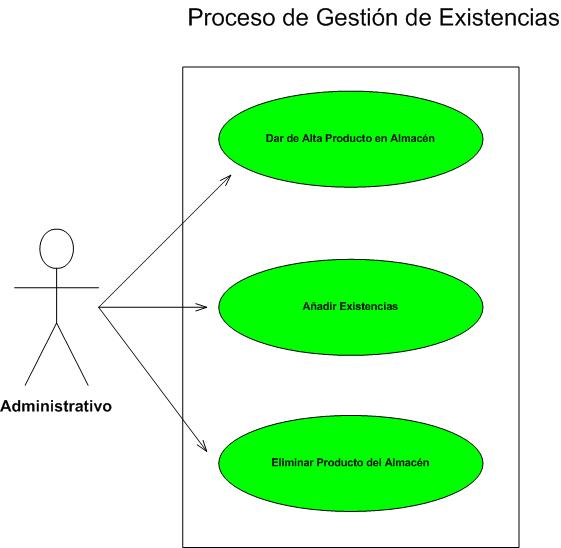 Proceso de Gestión de Existencias
Dar de Alta Producto en Almacén
Añadir Existencias
Administrativo
Eliminar Producto del Almacén